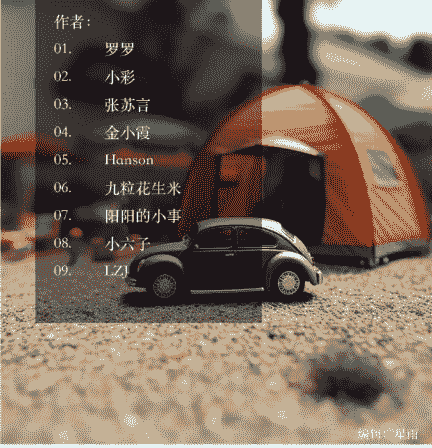 作者：
01. 罗罗
02. 小彩
03. 张苏言
04. 金小霞
05. Hanson
06. 九粒花生米
07. 阳阳的小事
08. 小六子
09. LZJ